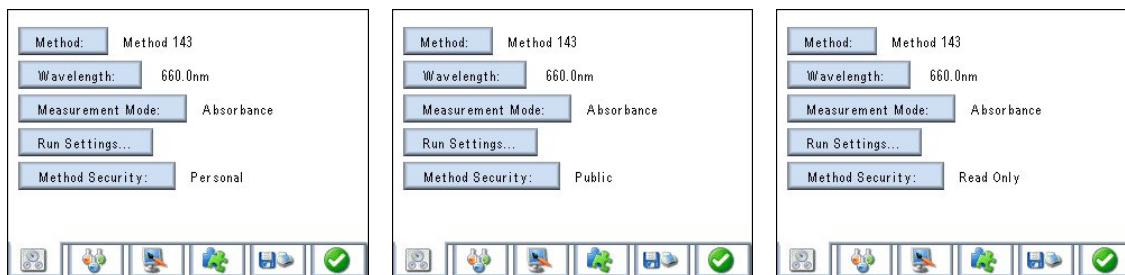 Method: Method 143
Wavelength: 660.0nm
Measurement Mode: Absorbance
Run Settings...
Method Security: Personal
Method: Method 143
Wavelength: 660.0nm
Measurement Mode: Absorbance
Run Settings...
Method Security: Public
Method: Method 143
Wavelength: 660.0nm
Measurement Mode: Absorbance
Run Settings...
Method Security: Read Only